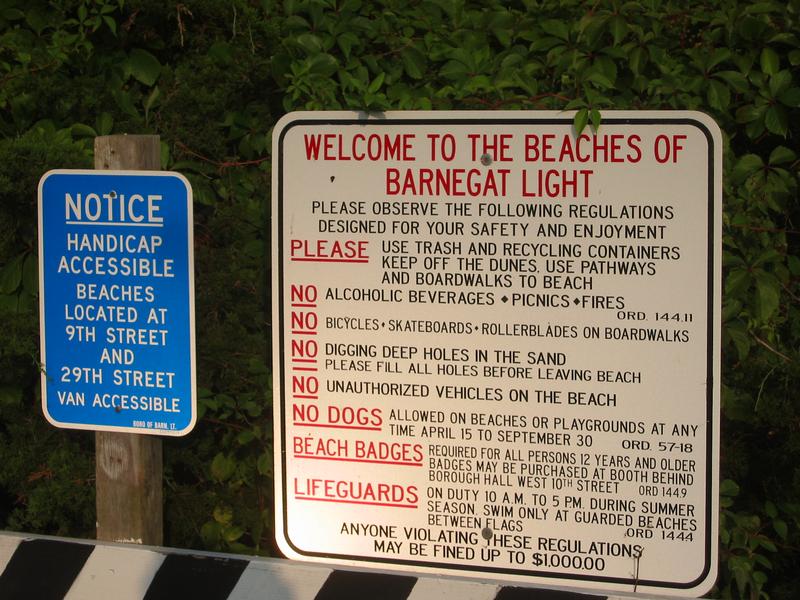 NOTICE
HANDICAP
ACCESSIBLE
BEACHES
LOCATED AT
9TH STREET
AND
29TH STREET
VAN ACCESSIBLE
BORO OF BARN. LT.
WELCOME TO THE BEACHES OF
BARNEGAT LIGHT
PLEASE OBSERVE THE FOLLOWING REGULATIONS
DESIGNED FOR YOUR SAFETY AND ENJOYMENT
PLEASE USE TRASH AND RECYCLING CONTAINERS
KEEP OFF THE DUNES, USE PATHWAYS
AND BOARDWALKS TO BEACH
NO ALCOHOLIC BEVERAGES ◆ PICNICS ◆ FIRES
ORD. 144.11
NO BICYCLES ◆ SKATEBOARDS ◆ ROLLERBLADES ON BOARDWALKS
NO DIGGING DEEP HOLES IN THE SAND
PLEASE FILL ALL HOLES BEFORE LEAVING BEACH
NO UNAUTHORIZED VEHICLES ON THE BEACH
NO DOGS ALLOWED ON BEACHES OR PLAYGROUNDS AT ANY
TIME APRIL 15 TO SEPTEMBER 30 ORD. 57-18
BEACH BADGES REQUIRED FOR ALL PERSONS 12 YEARS AND OLDER
BADGES MAY BE PURCHASED AT BOOTH BEHIND
BOROUGH HALL WEST 10TH STREET ORD 144.9
LIFEGUARDS ON DUTY 10 A.M. TO 5 P.M. DURING SUMMER
SEASON. SWIM ONLY AT GUARDED BEACHES
BETWEEN FLAGS ORD 144.4
ANYONE VIOLATING THESE REGULATIONS
MAY BE FINED UP TO $1,000.00